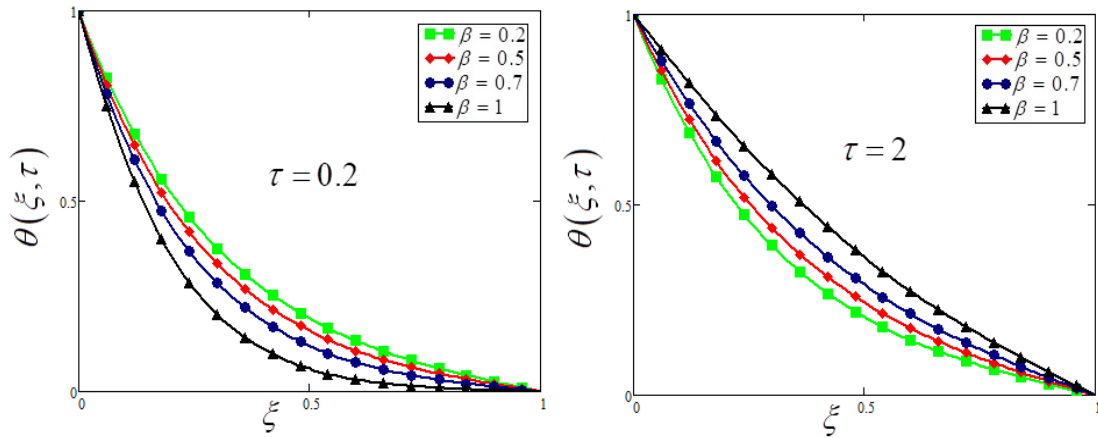 1
β = 0.2
β = 0.5
β = 0.7
β = 1
τ = 0.2
θ(ξ,τ)
0.5
0
0
0.5
1
ξ
1
β = 0.2
β = 0.5
β = 0.7
β = 1
τ = 2
θ(ξ,τ)
0.5
0
0
0.5
1
ξ